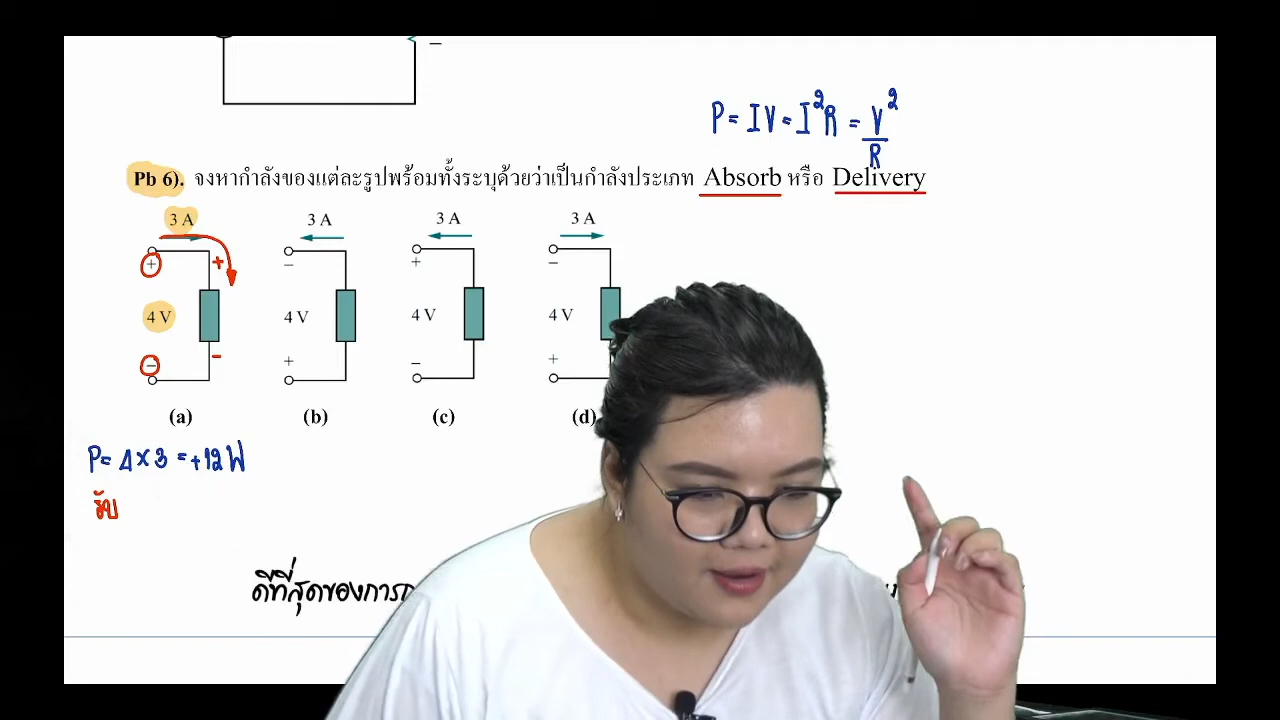 P = IV = I²R = V²/R
Pb 6). จงหากำลังของแต่ละรูปพร้อมทั้งระบุด้วยว่าเป็นกำลังประเภท Absorb หรือ Delivery
3 A 3 A 3 A 3 A
+ + − + −
4 V 4 V 4 V 4 V
− - + − +
(a) (b) (c) (d)
P = 4 x 3 = +12 W
รับ
ดีที่สุดของการ